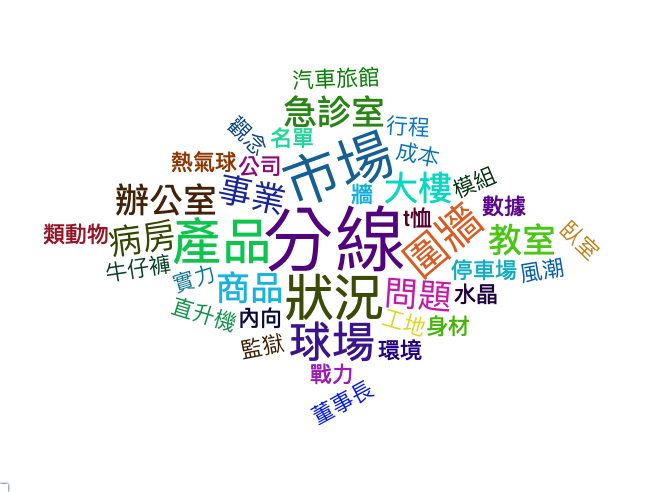 汽車旅館
急診室
觀念
名單
行程
市場
成本
熱氣球
公司
辦公室
事業
牆
大樓
模組
t恤
數據
類動物
病房
產品
分線
圍牆
教室
臥室
牛仔褲
實力
商品
狀況
問題
停車場
風潮
水晶
直升機
內向
球場
工地
身材
監獄
環境
戰力
董事長